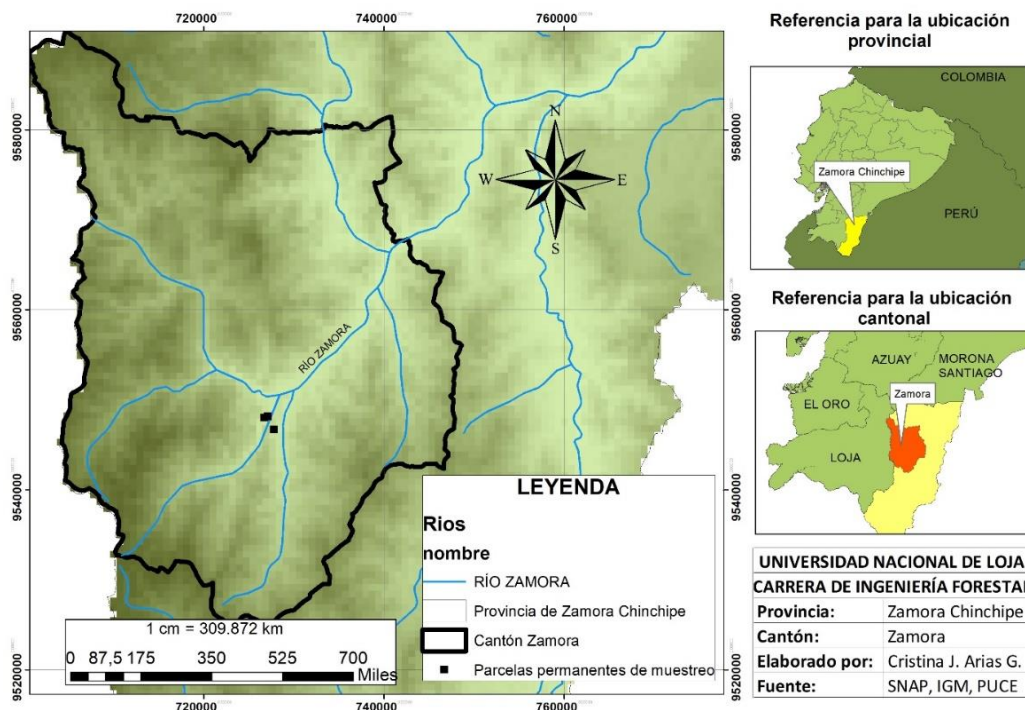 720000
740000
760000
9580000
9560000
9540000
9520000
N
W
E
S
RÍO ZAMORA
LEYENDA
Rios
nombre
RÍO ZAMORA
Provincia de Zamora Chinchipe
Cantón Zamora
Parcelas permanentes de muestreo
1 cm = 309.872 km
0 87,5 175 350 525 700
Miles
9580000
9560000
9540000
9520000
720000
740000
760000
Referencia para la ubicación
provincial
COLOMBIA
Zamora Chinchipe
PERÚ
Referencia para la ubicación
cantonal
AZUAY
MORONA
SANTIAGO
Zamora
EL ORO
LOJA
UNIVERSIDAD NACIONAL DE LOJA
CARRERA DE INGENIERÍA FORESTAL
Provincia: Zamora Chinchipe
Cantón: Zamora
Elaborado por: Cristina J. Arias G.
Fuente: SNAP, IGM, PUCE